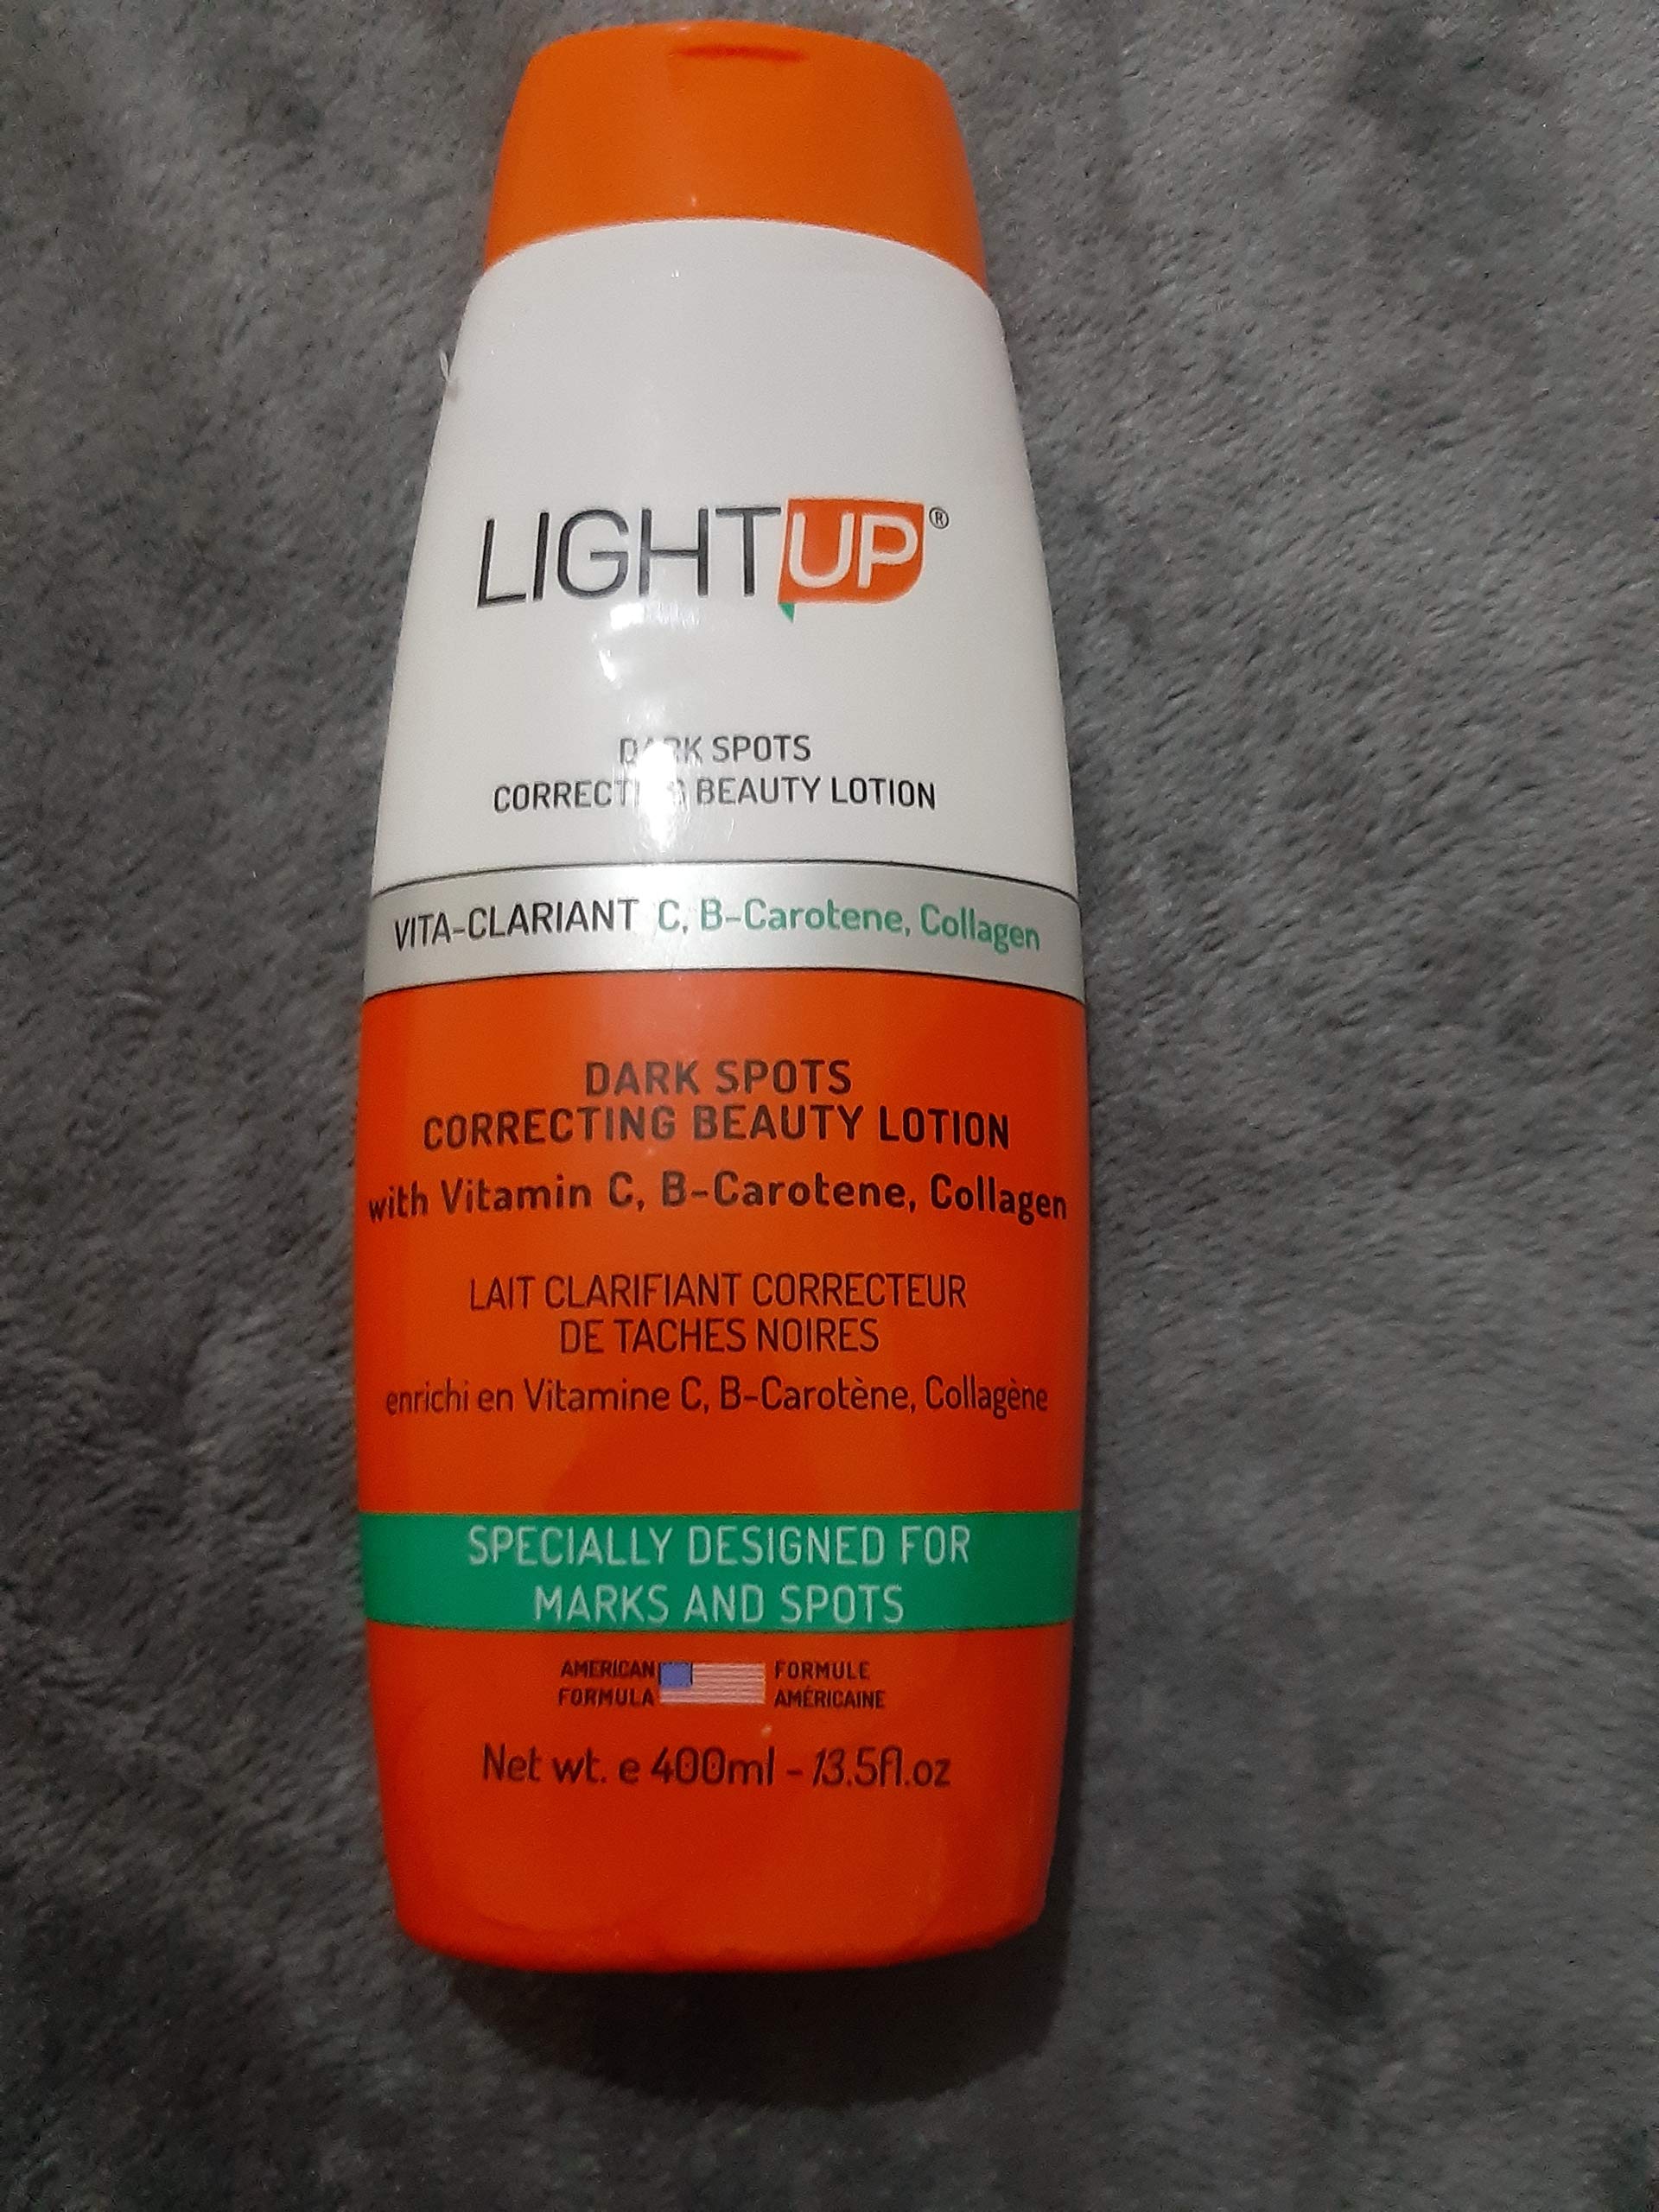 LIGHTUP®
DARK SPOTS
CORRECTING BEAUTY LOTION
VITA-CLARIANT C, B-Carotene, Collagen
DARK SPOTS
CORRECTING BEAUTY LOTION
with Vitamin C, B-Carotene, Collagen
LAIT CLARIFIANT CORRECTEUR
DE TACHES NOIRES
enrichi en Vitamine C, B-Carotène, Collagène
SPECIALLY DESIGNED FOR
MARKS AND SPOTS
AMERICAN FORMULE
FORMULA AMÉRICAINE
Net wt. e 400ml - 13.5fl.oz